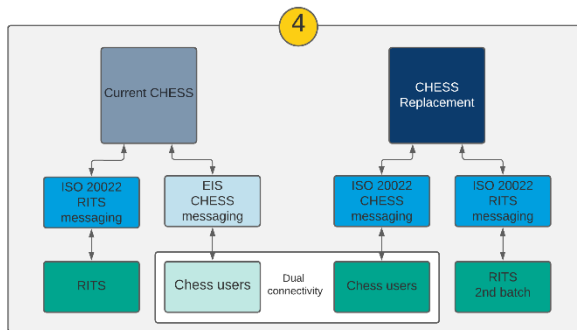 4
Current CHESS
CHESS
Replacement
ISO 20022
RITS
messaging
EIS
CHESS
messaging
ISO 20022
CHESS
messaging
ISO 20022
RITS
messaging
RITS
Chess users
Dual
connectivity
Chess users
RITS
2nd batch